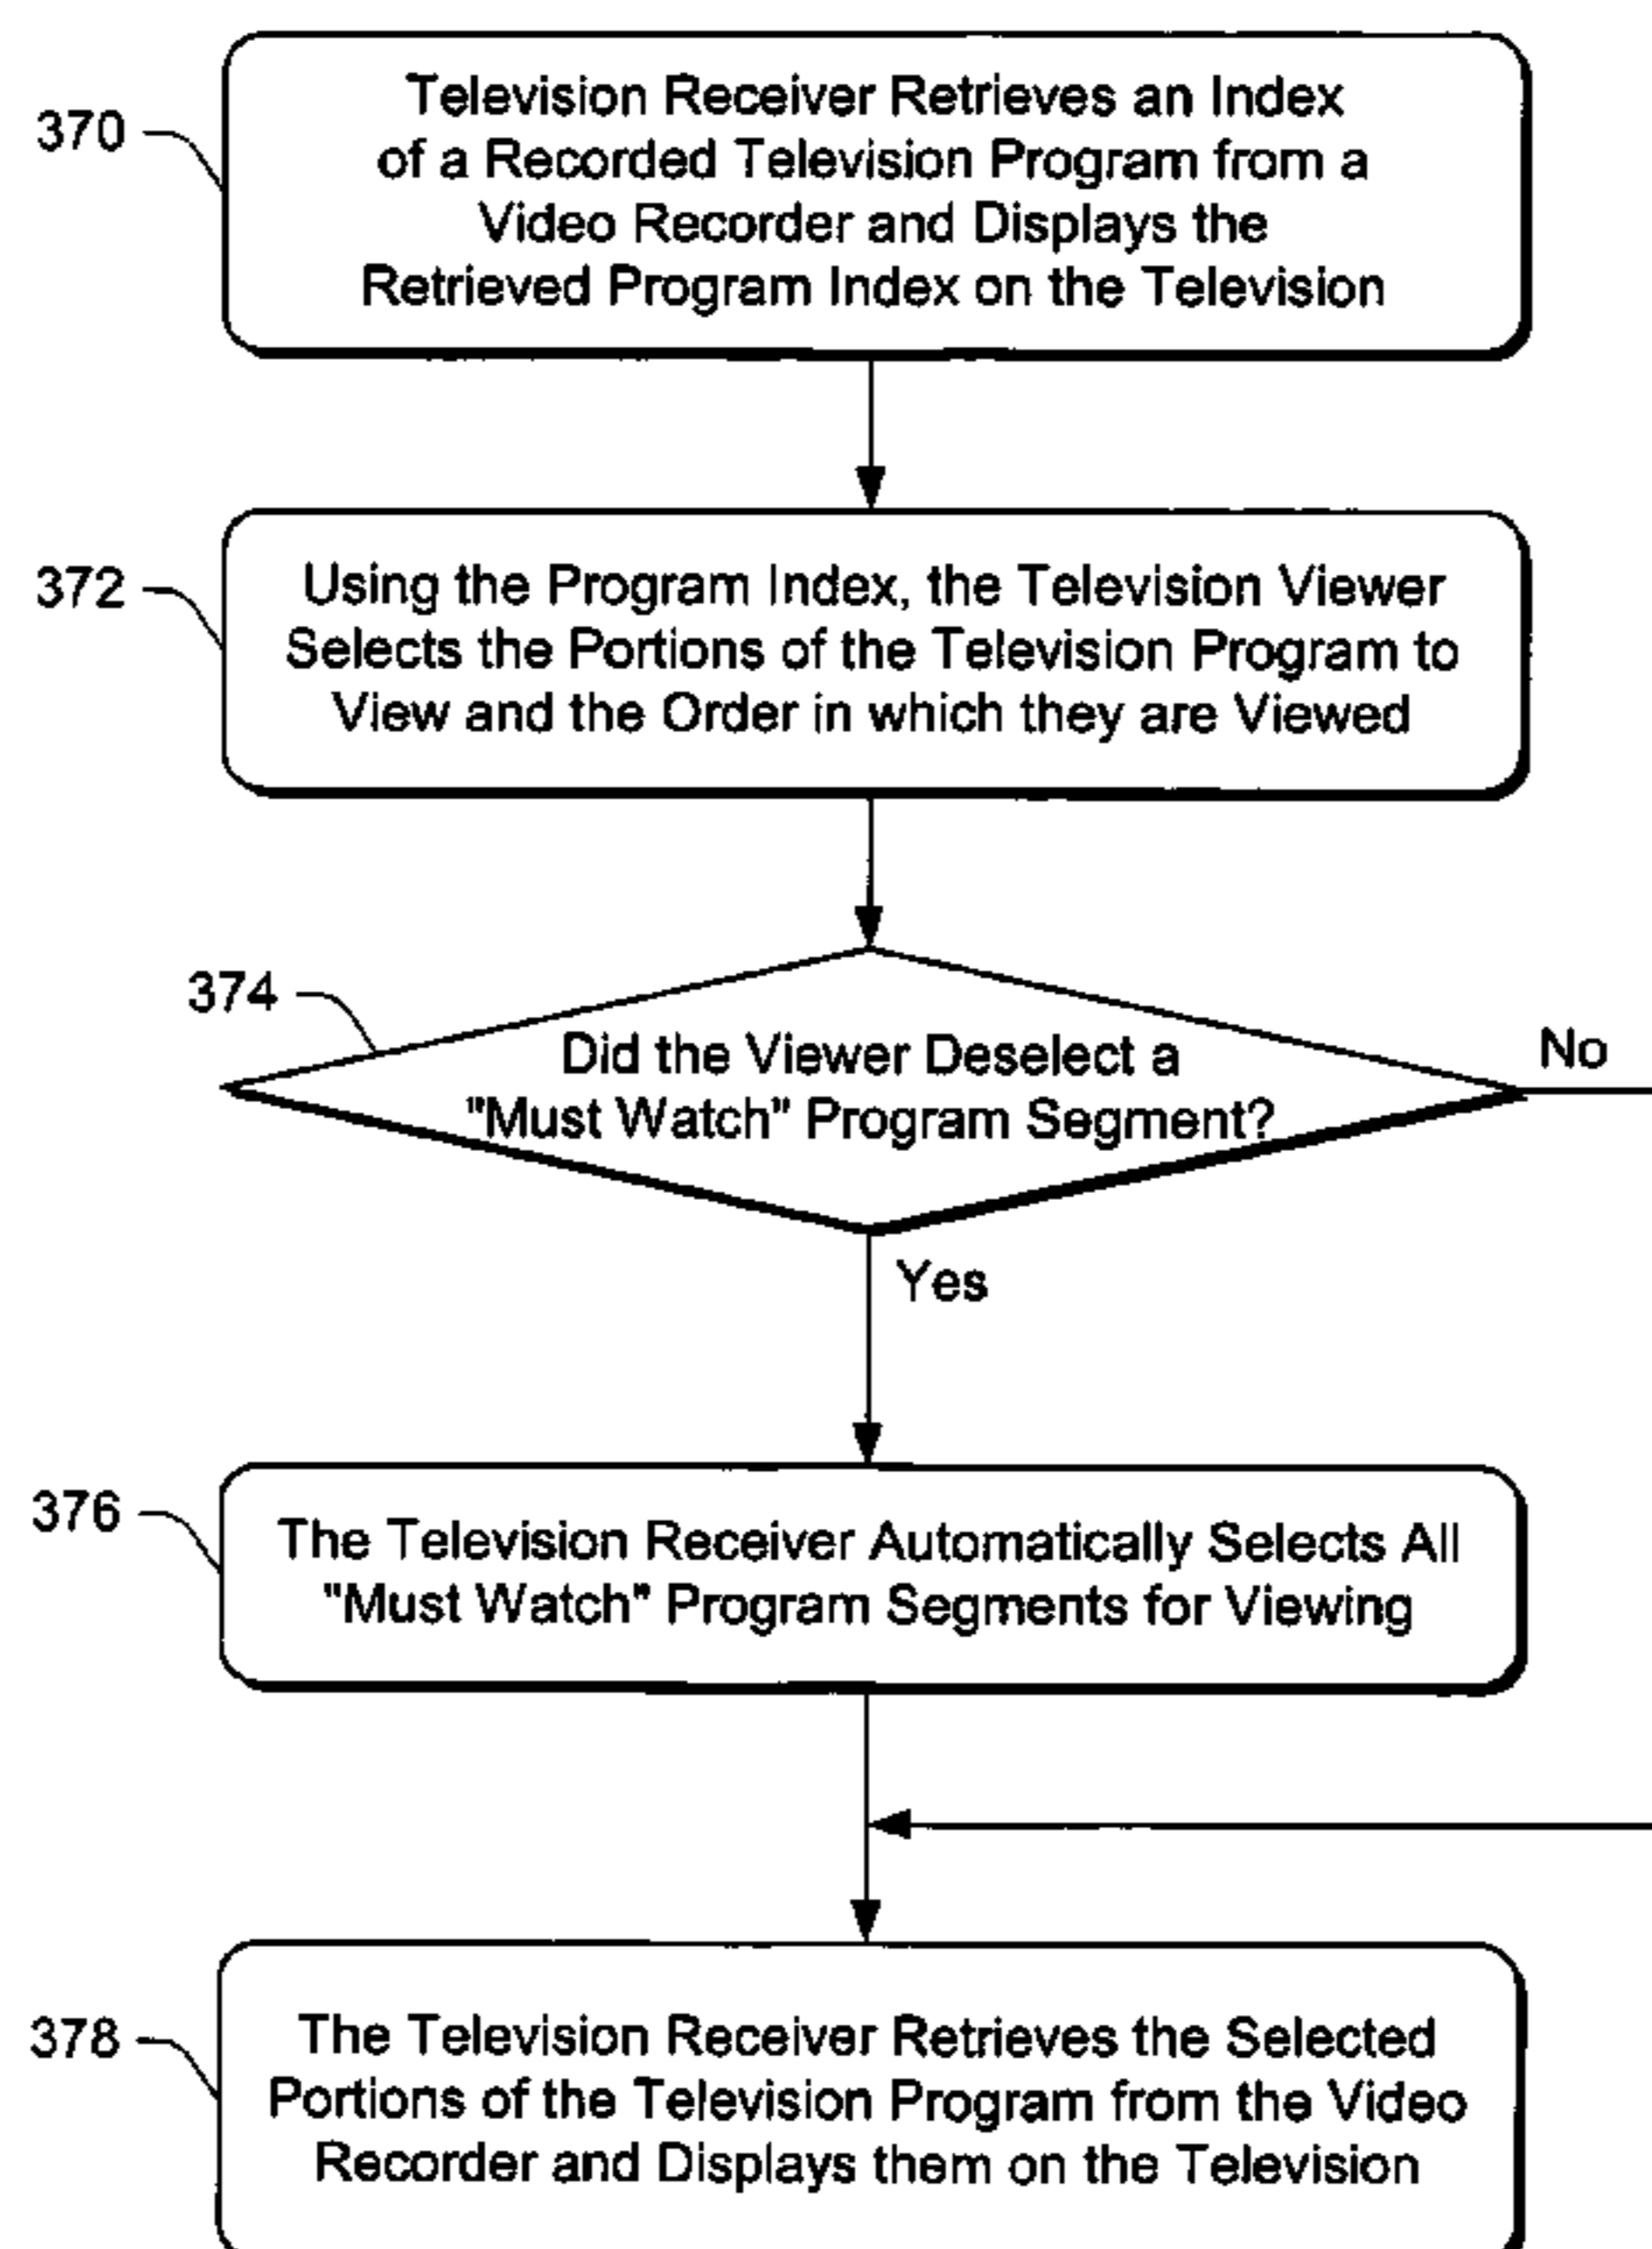 370
Television Receiver Retrieves an Index
of a Recorded Television Program from a
Video Recorder and Displays the
Retrieved Program Index on the Television
372
Using the Program Index, the Television Viewer
Selects the Portions of the Television Program to
View and the Order in which they are Viewed
374
Did the Viewer Deselect a
"Must Watch" Program Segment?
No
Yes
376
The Television Receiver Automatically Selects All
"Must Watch" Program Segments for Viewing
378
The Television Receiver Retrieves the Selected
Portions of the Television Program from the Video
Recorder and Displays them on the Television